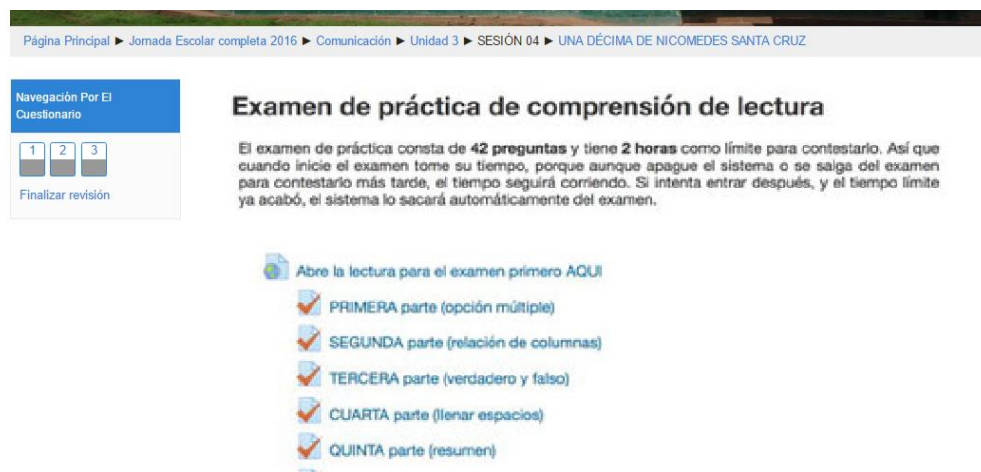 Página Principal ► Jornada Escolar completa 2016 ► Comunicación ► Unidad 3 ► SESIÓN 04 ► UNA DÉCIMA DE NICOMEDES SANTA CRUZ
Navegación Por El
Cuestionario
1 2 3
Finalizar revisión
Examen de práctica de comprensión de lectura
El examen de práctica consta de 42 preguntas y tiene 2 horas como límite para contestarlo. Así que
cuando inicie el examen tome su tiempo, porque aunque apague el sistema o se salga del examen
para contestarlo más tarde, el tiempo seguirá corriendo. Si intenta entrar después, y el tiempo límite
ya acabó, el sistema lo sacará automáticamente del examen.
Abre la lectura para el examen primero AQUI
PRIMERA parte (opción múltiple)
SEGUNDA parte (relación de columnas)
TERCERA parte (verdadero y falso)
CUARTA parte (llenar espacios)
QUINTA parte (resumen)